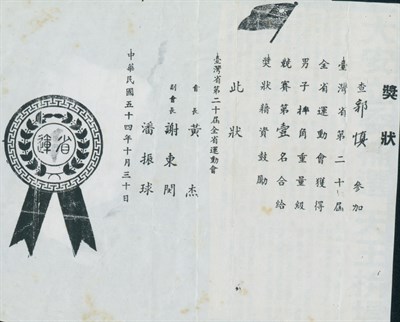 獎狀
查郭慎參加
臺灣省第二十屆
全省運動會獲得
男子摔角重量級
競賽第壹名合給
獎狀藉資鼓勵
此狀
臺灣省第二十屆全省運動會
會長 黃杰
副會長 謝東閔
潘振球
中華民國五十四年十月三十日
省運